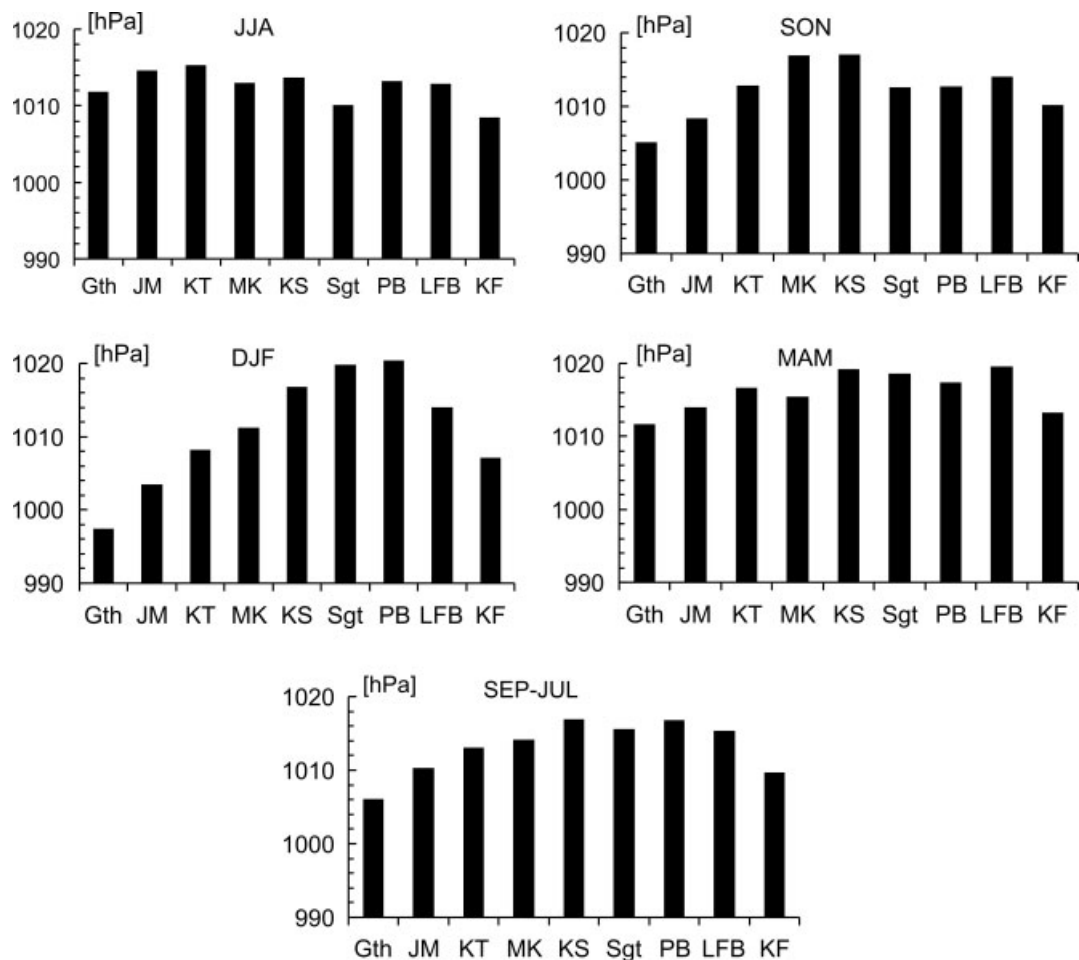 [hPa] JJA
1020
1010
1000
990
Gth JM KT MK KS Sgt PB LFB KF
[hPa] SON
1020
1010
1000
990
Gth JM KT MK KS Sgt PB LFB KF
[hPa] DJF
1020
1010
1000
990
Gth JM KT MK KS Sgt PB LFB KF
[hPa] MAM
1020
1010
1000
990
Gth JM KT MK KS Sgt PB LFB KF
[hPa] SEP-JUL
1020
1010
1000
990
Gth JM KT MK KS Sgt PB LFB KF